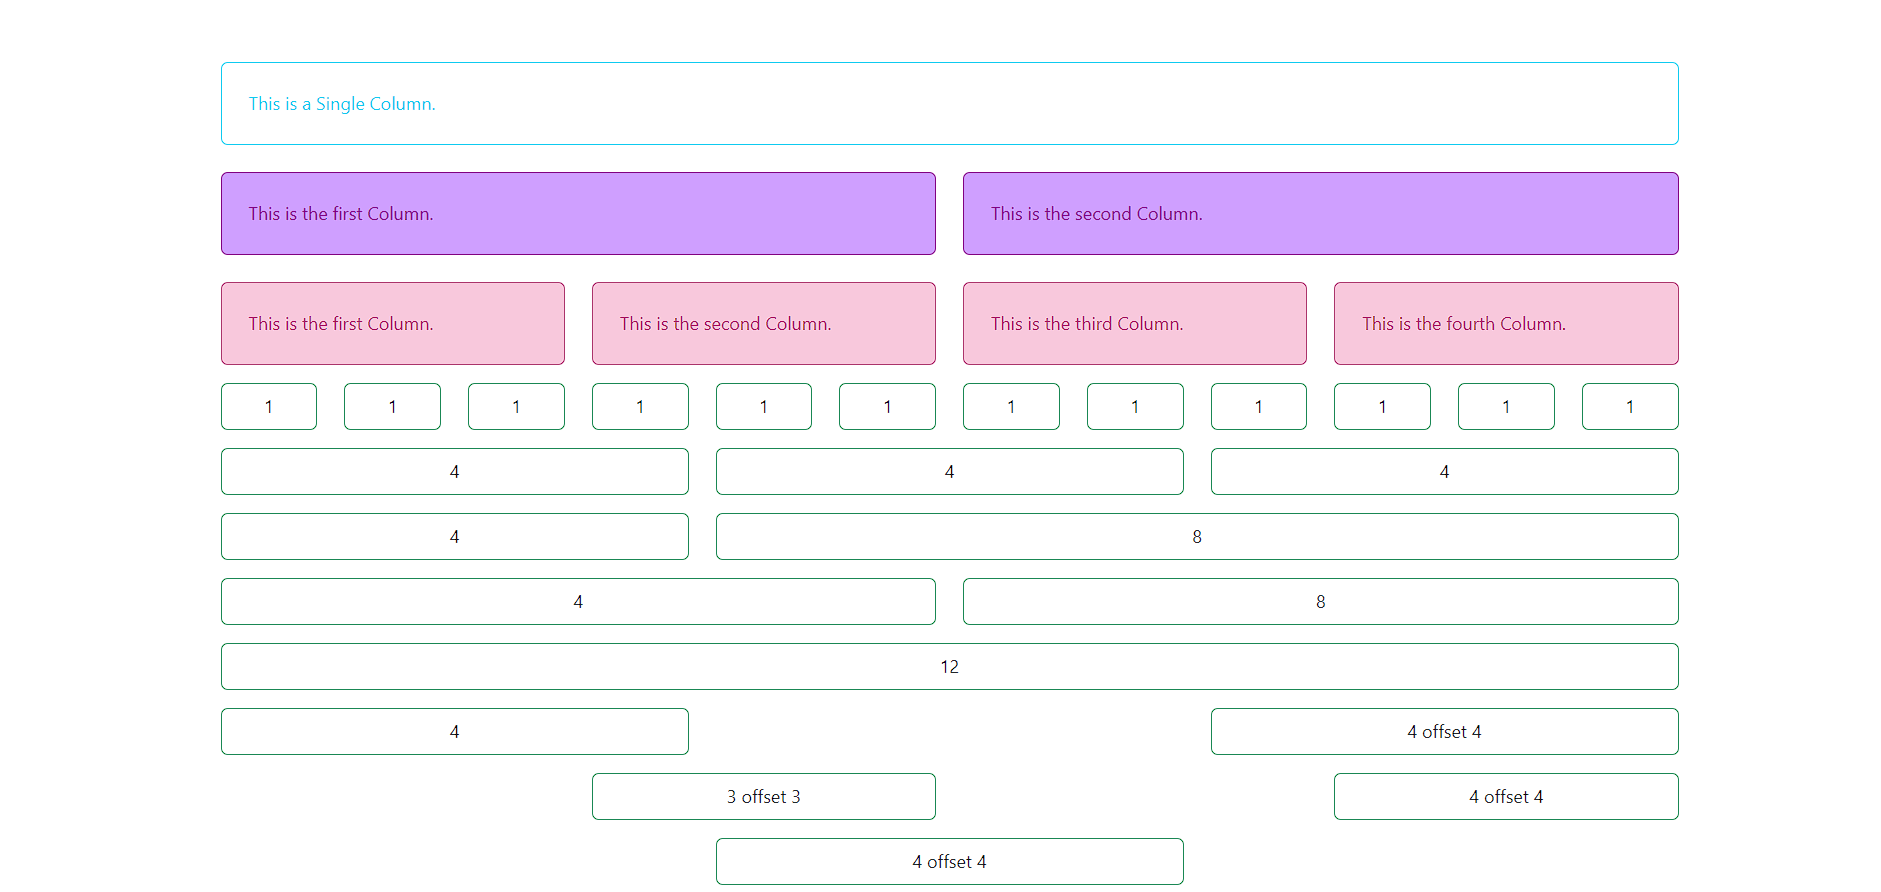 This is a Single Column.
This is the first Column. This is the second Column.
This is the first Column. This is the second Column. This is the third Column. This is the fourth Column.
1 1 1 1 1 1 1 1 1 1 1 1
4 4 4
4 8
4 8
12
4 4 offset 4
3 offset 3 4 offset 4
4 offset 4